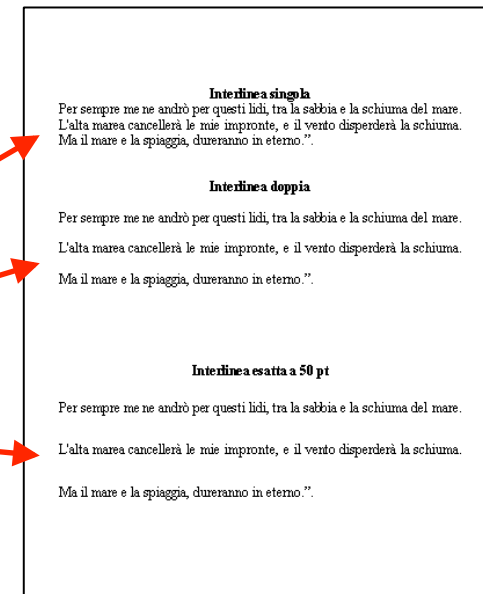 Interlinea singola
Per sempre me ne andrò per questi lidi, tra la sabbia e la schiuma del mare.
L'alta marea cancellerà le mie impronte, e il vento disperderà la schiuma.
Ma il mare e la spiaggia, dureranno in eterno.”.
Interlinea doppia
Per sempre me ne andrò per questi lidi, tra la sabbia e la schiuma del mare.
L'alta marea cancellerà le mie impronte, e il vento disperderà la schiuma.
Ma il mare e la spiaggia, dureranno in eterno.”.
Interlinea esatta a 50 pt
Per sempre me ne andrò per questi lidi, tra la sabbia e la schiuma del mare.
L'alta marea cancellerà le mie impronte, e il vento disperderà la schiuma.
Ma il mare e la spiaggia, dureranno in eterno.”.